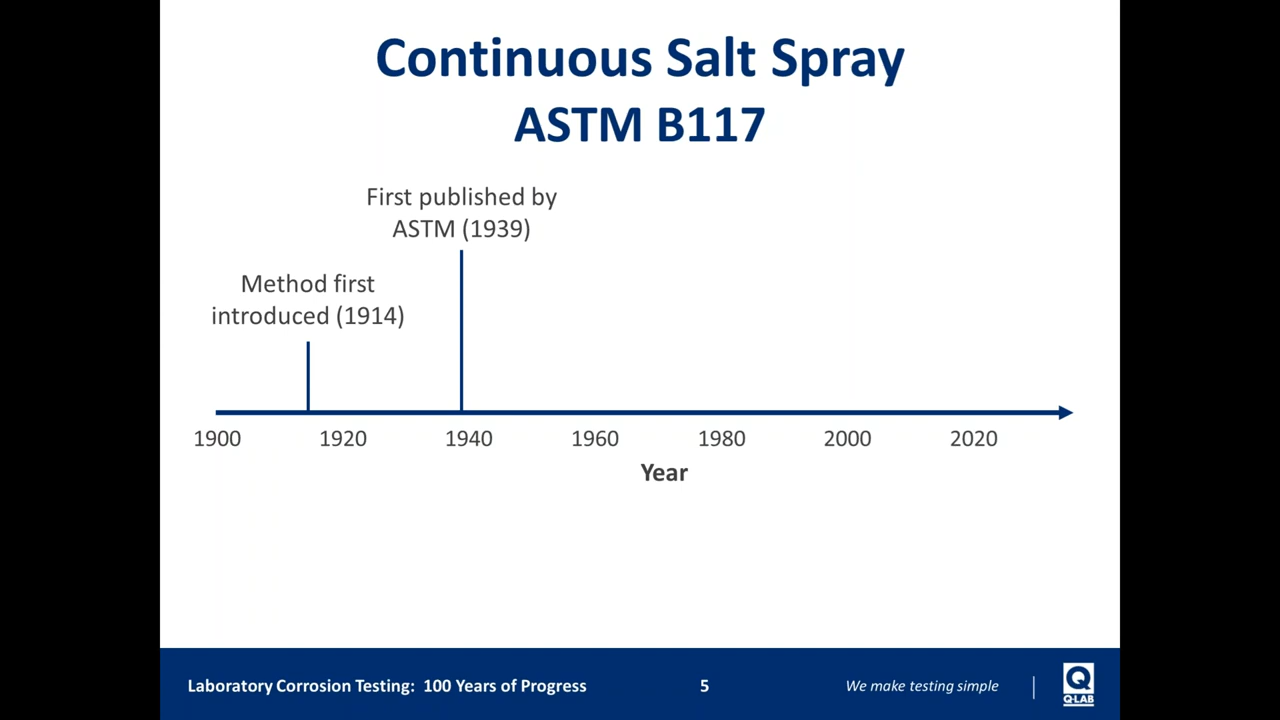 Continuous Salt Spray
ASTM B117
First published by
ASTM (1939)
Method first
introduced (1914)
1900 1920 1940 1960 1980 2000 2020
Year
Laboratory Corrosion Testing: 100 Years of Progress 5 We make testing simple
Q
Q-LAB